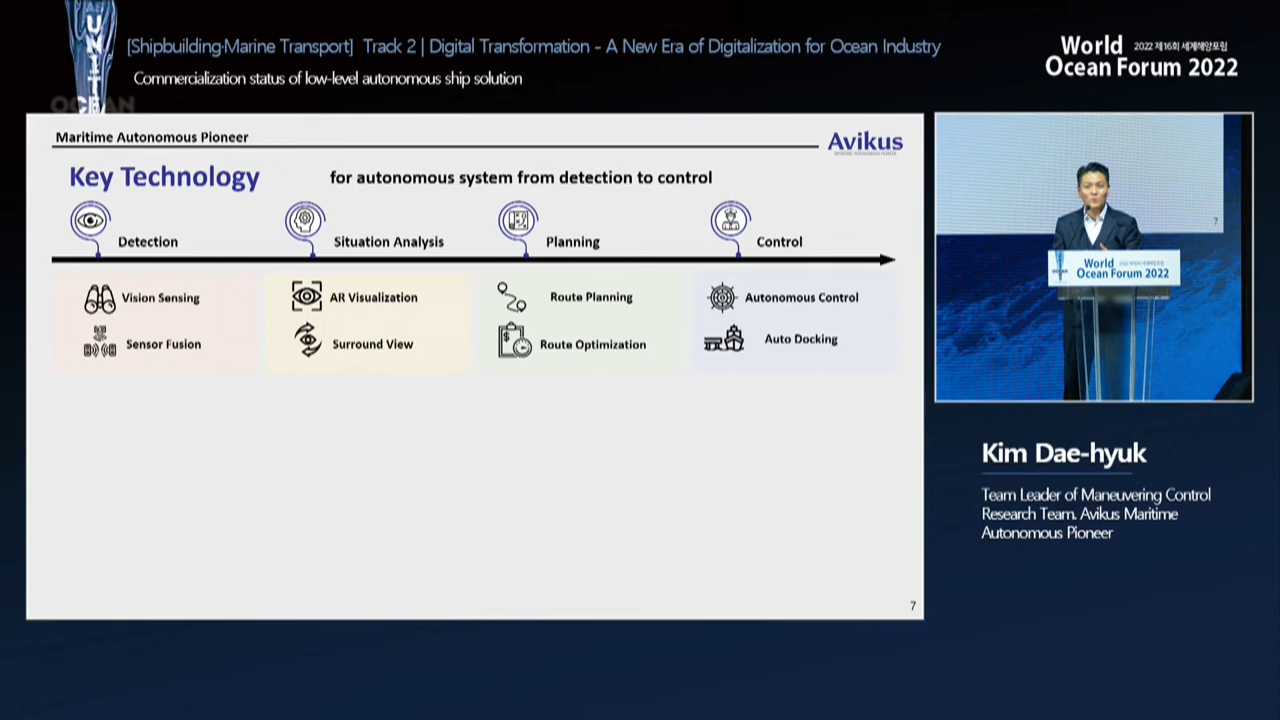 UNITE
OCEAN
[Shipbuilding·Marine Transport] Track 2 | Digital Transformation - A New Era of Digitalization for Ocean Industry
Commercialization status of low-level autonomous ship solution
World 2022 제16회 세계해양포럼
Ocean Forum 2022
Maritime Autonomous Pioneer
Avikus
Key Technology
for autonomous system from detection to control
Detection
Situation Analysis
Planning
Control
Vision Sensing
AR Visualization
Route Planning
Autonomous Control
Sensor Fusion
Surround View
Route Optimization
Auto Docking
7
7
World
Ocean Forum 2022
Kim Dae-hyuk
Team Leader of Maneuvering Control
Research Team. Avikus Maritime
Autonomous Pioneer